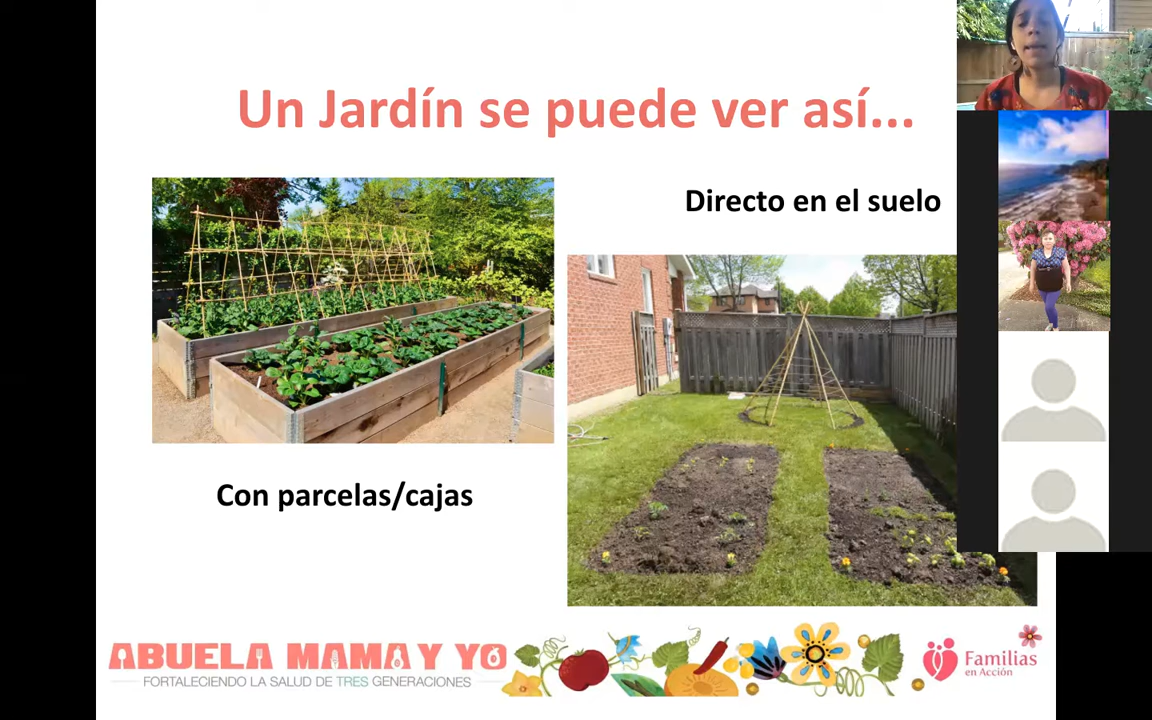 Un Jardín se puede ver así...
Directo en el suelo
Con parcelas/cajas
ABUELA MAMA Y YO
FORTALECIENDO LA SALUD DE TRES GENERACIONES
Familias
en Acción